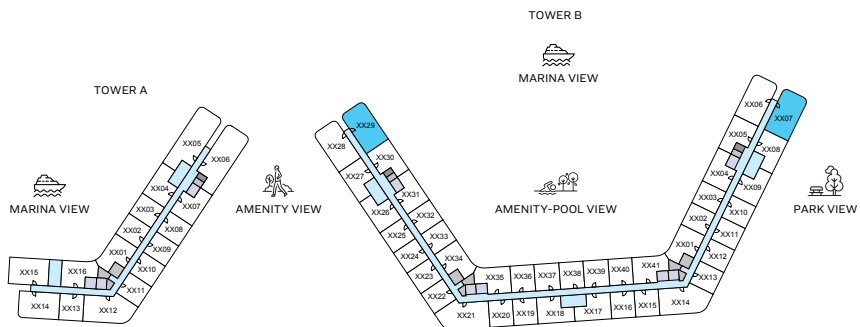 TOWER B
MARINA VIEW
TOWER A
MARINA VIEW
AMENITY VIEW
AMENITY-POOL VIEW
PARK VIEW
XX05
XX06
XX04
XX07
XX03
XX08
XX02
XX09
XX01
XX10
XX16
XX15
XX11
XX14
XX13
XX12
XX29
XX28
XX30
XX27
XX31
XX26
XX32
XX25
XX33
XX24
XX34
XX23
XX22
XX21
XX35
XX36
XX37
XX38
XX39
XX40
XX41
XX20
XX19
XX18
XX17
XX16
XX15
XX14
XX06
XX07
XX05
XX08
XX04
XX09
XX03
XX10
XX02
XX11
XX01
XX12
XX13